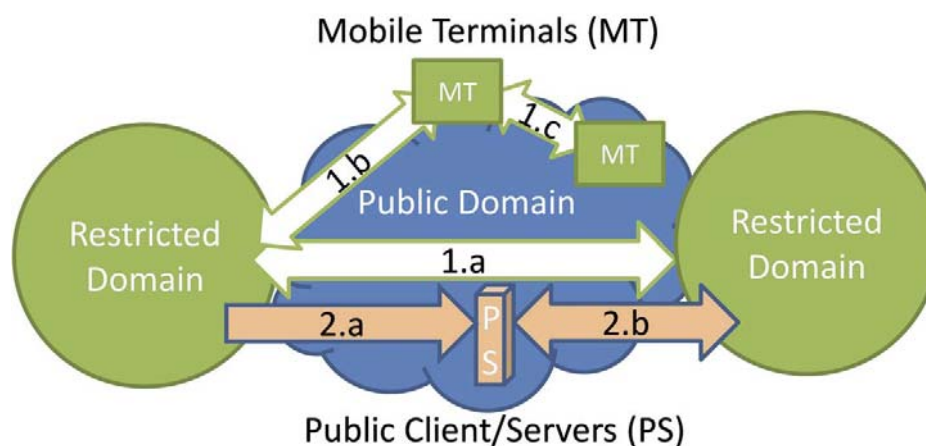 Mobile Terminals (MT)
MT
1.c
MT
1.b
Public Domain
Restricted
Domain
Restricted
Domain
1.a
2.a
P
S
2.b
Public Client/Servers (PS)